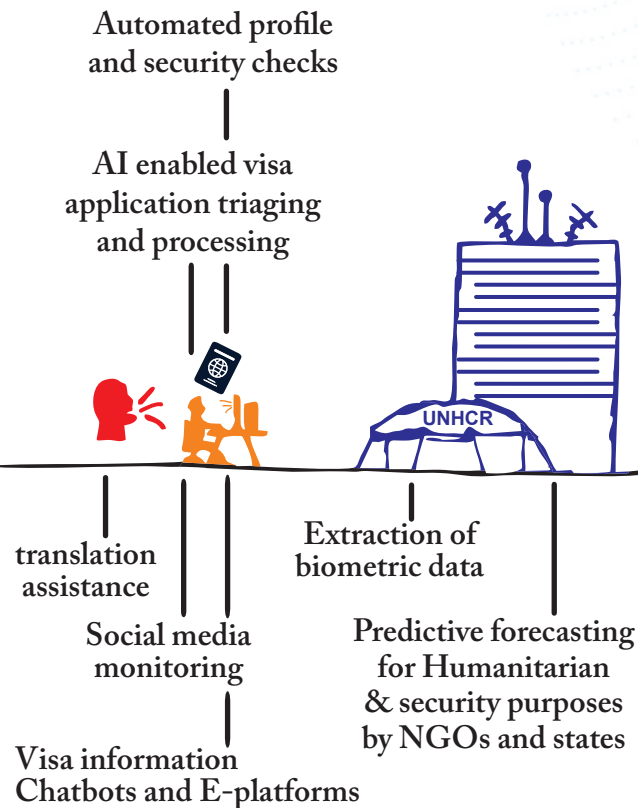 Automated profile
and security checks
AI enabled visa
application triaging
and processing
UNHCR
translation
assistance
Extraction of
biometric data
Social media
monitoring
Predictive forecasting
for Humanitarian
& security purposes
by NGOs and states
Visa information
Chatbots and E-platforms